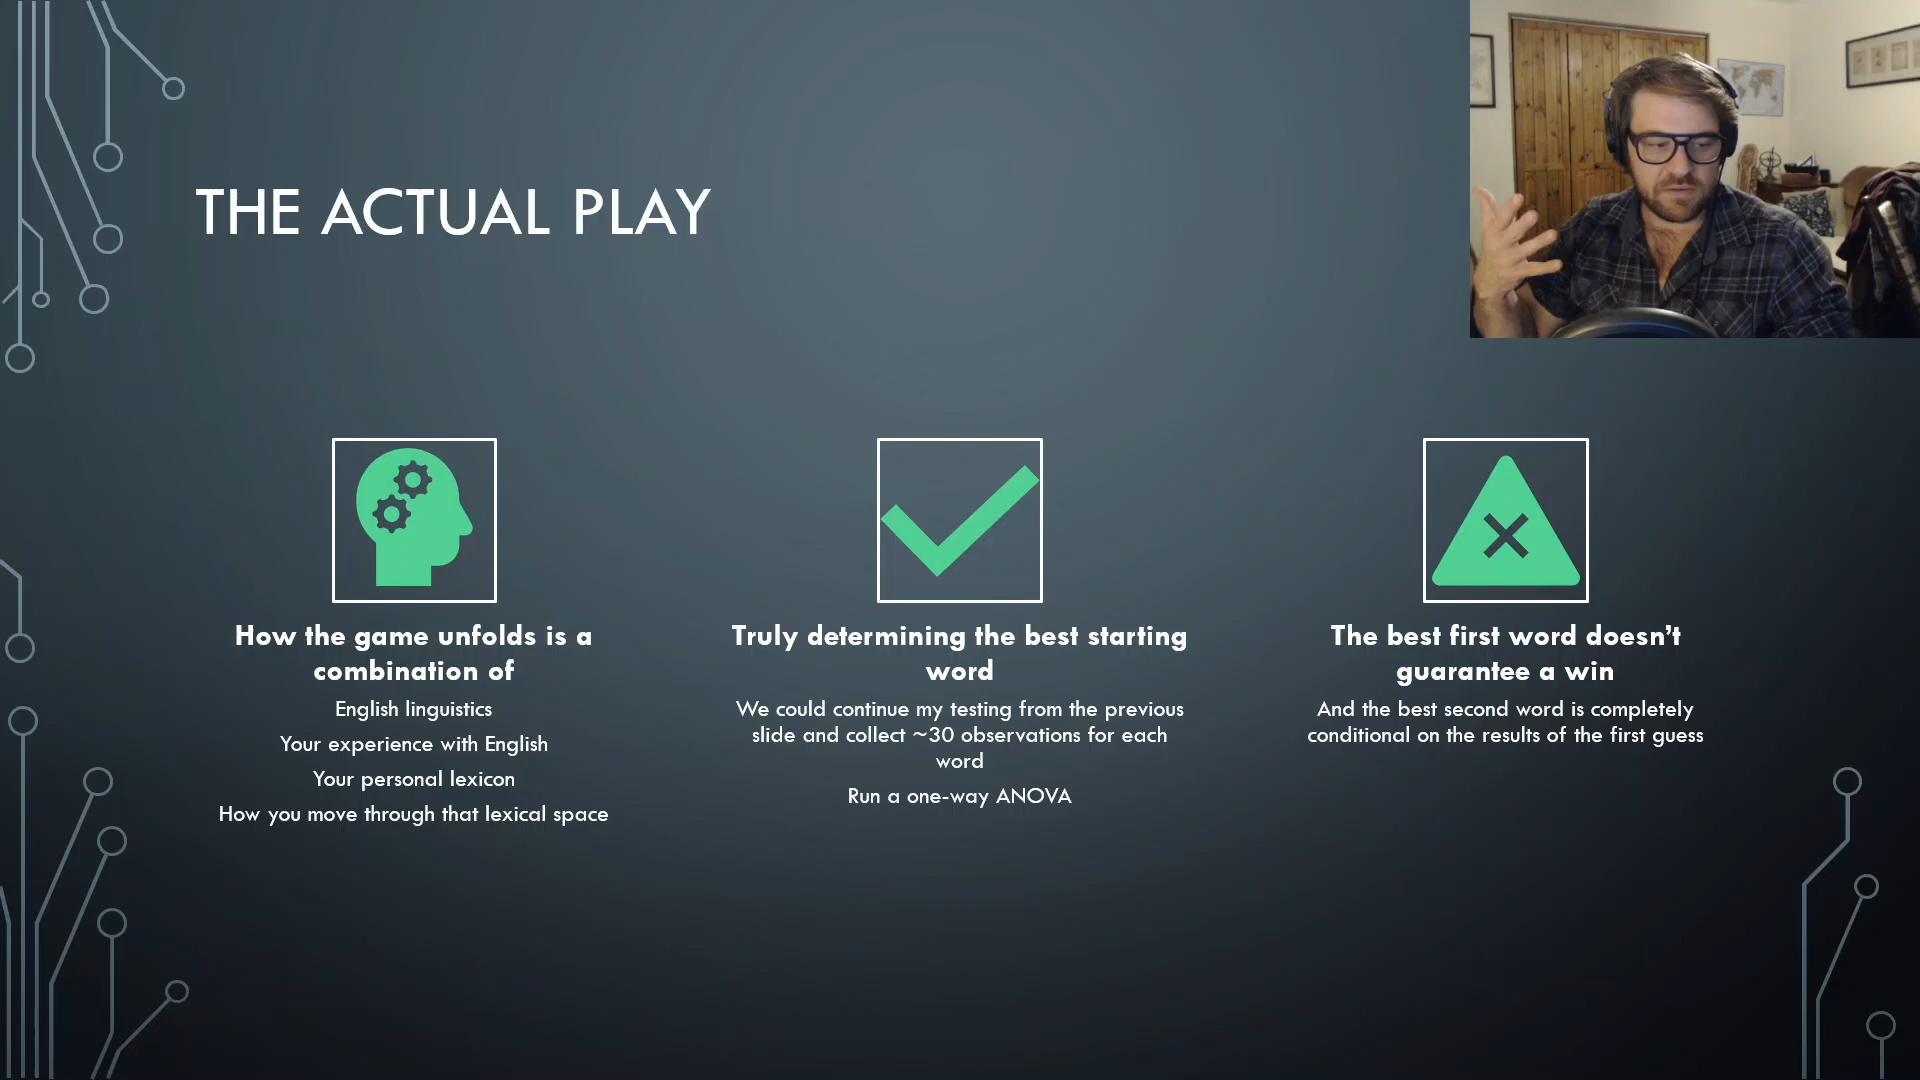 THE ACTUAL PLAY
How the game unfolds is a
combination of
English linguistics
Your experience with English
Your personal lexicon
How you move through that lexical space
Truly determining the best starting
word
We could continue my testing from the previous
slide and collect ~30 observations for each
word
Run a one-way ANOVA
The best first word doesn’t
guarantee a win
And the best second word is completely
conditional on the results of the first guess